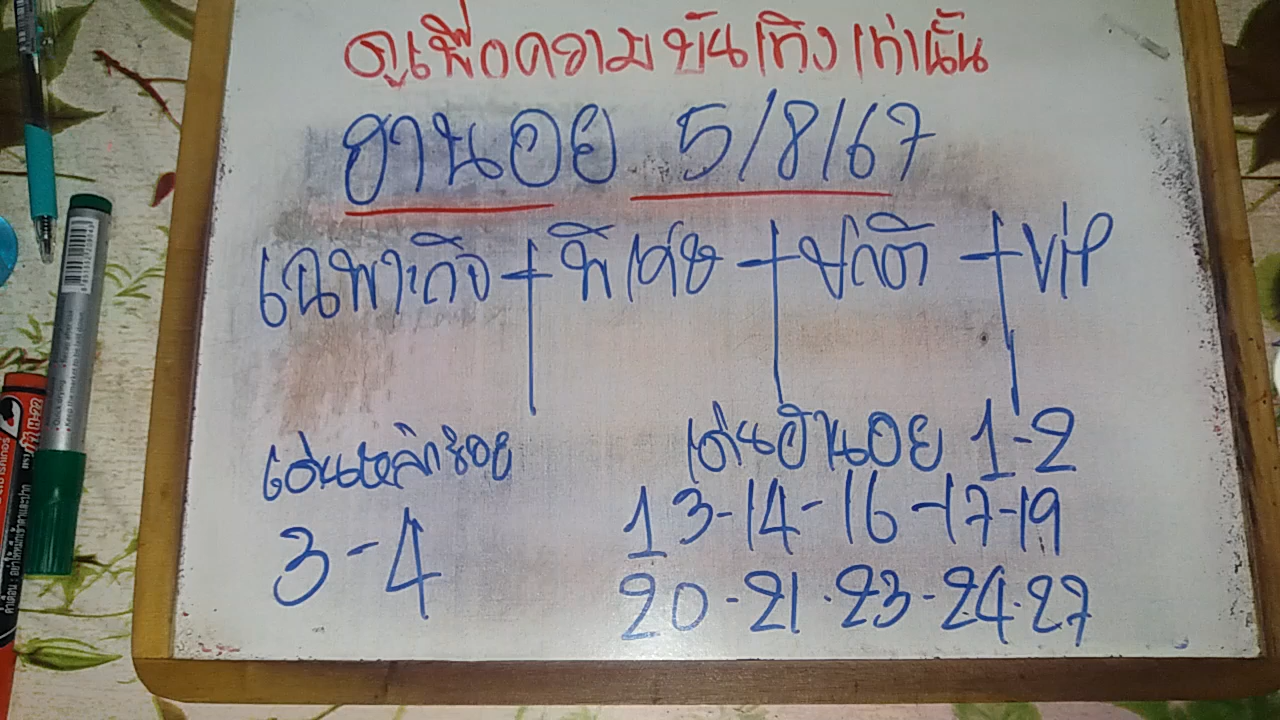 ดูเพื่อความบันเทิงเท่านั้น
ฮานอย 5/8/67
เฉพาะกิจ + พิเศษ + ปกติ + VIP
เด่นหลักร้อย
3-4
เด่นฮานอย 1-2
13-14-16-17-19
20-21-23-24-27